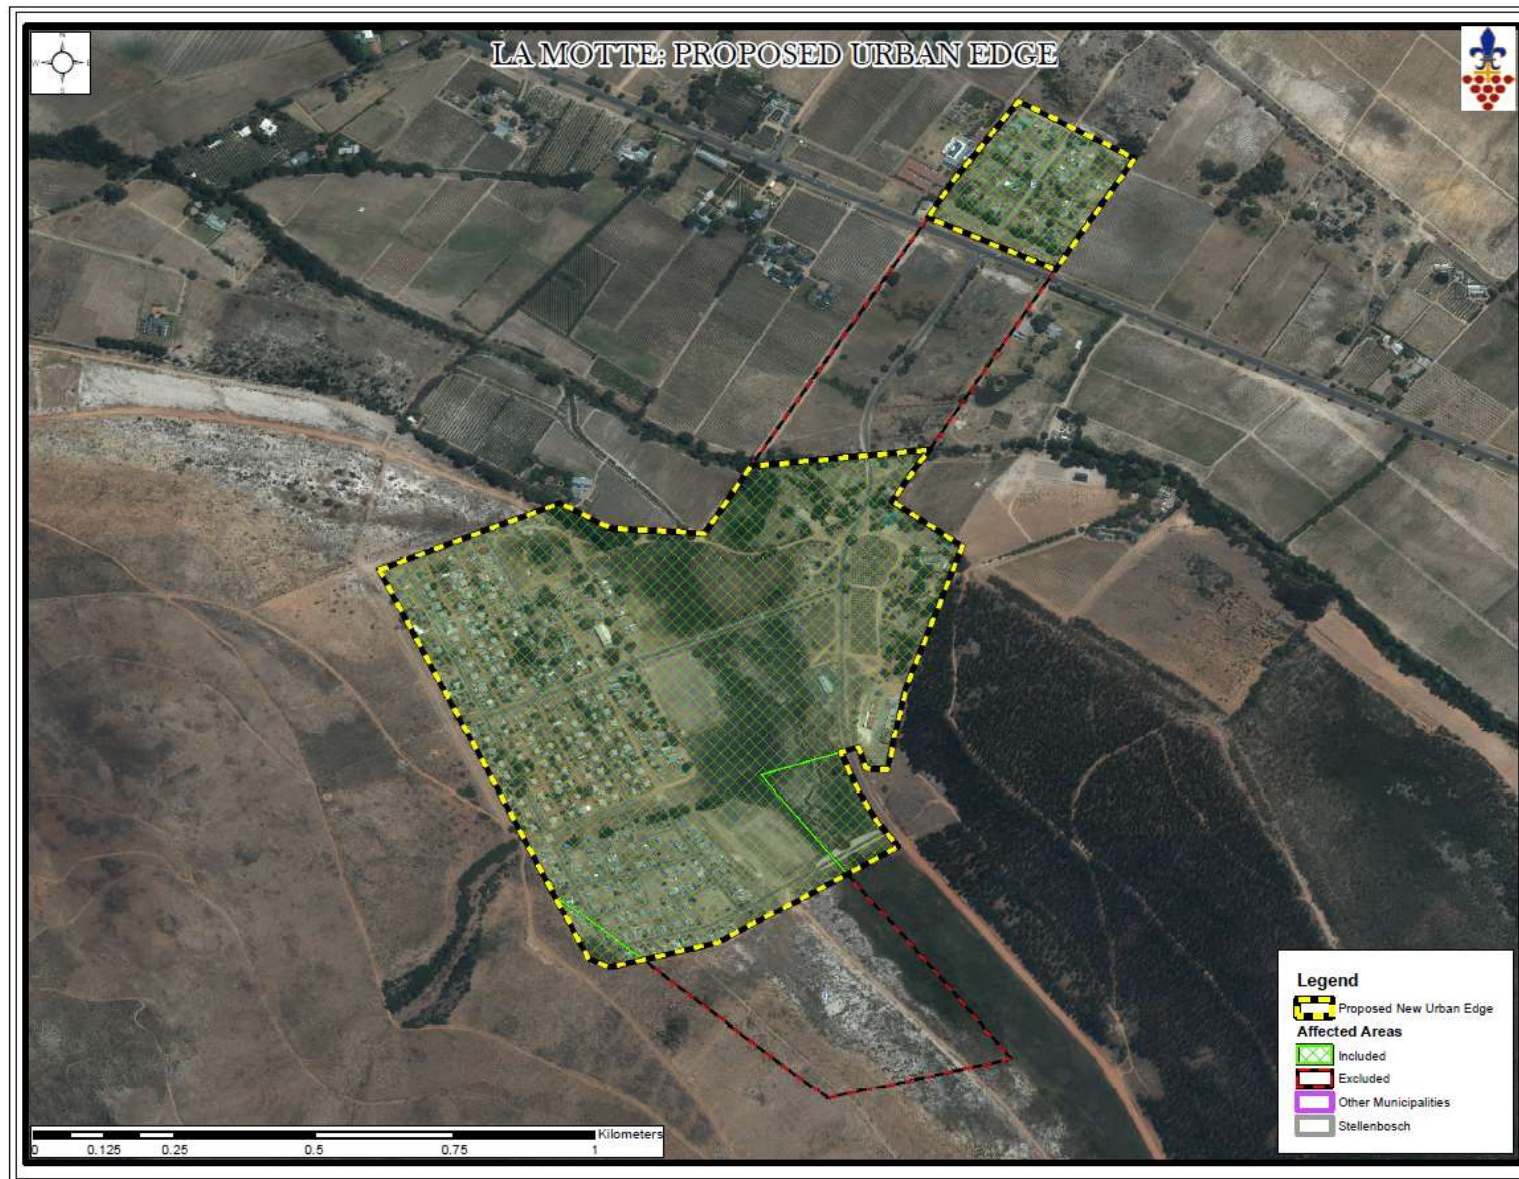 LA MOTTE: PROPOSED URBAN EDGE
N
W E
S
Legend
Proposed New Urban Edge
Affected Areas
Included
Excluded
Other Municipalities
Stellenbosch
Kilometers
0 0.125 0.25 0.5 0.75 1